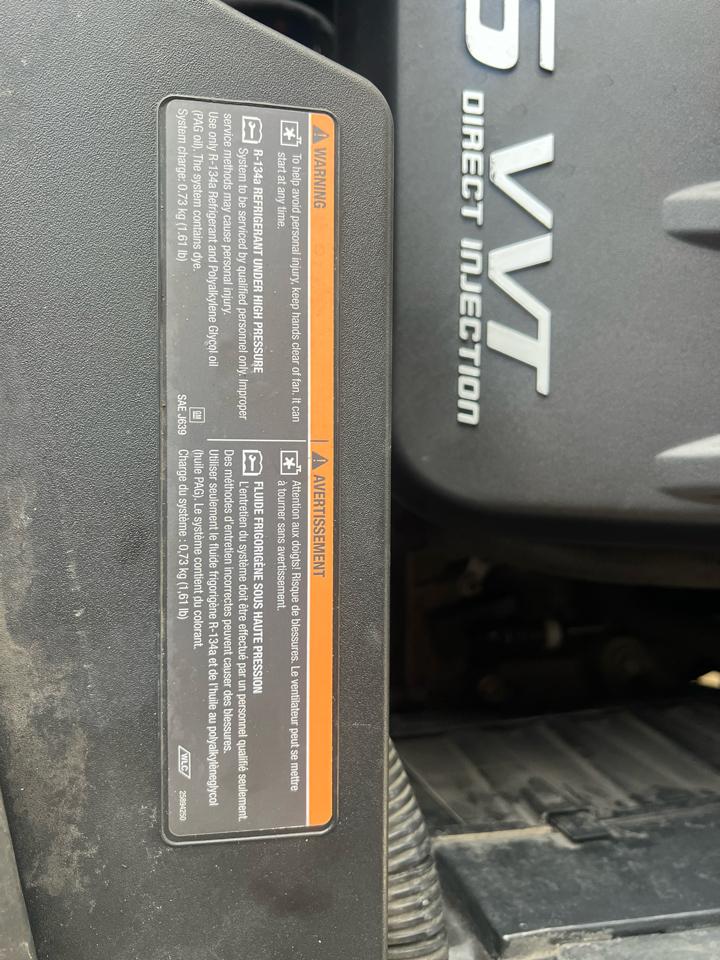 6 VVT
DIRECT INJECTION
WARNING
To help avoid personal injury, keep hands clear of fan. It can
start at any time.
R-134a REFRIGERANT UNDER HIGH PRESSURE
System to be serviced by qualified personnel only. Improper
service methods may cause personal injury.
Use only R-134a Refrigerant and Polyalkylene Glycol oil
(PAG oil). The system contains dye.
System charge: 0.73 kg (1.61 lb)
GM
SAE J639
AVERTISSEMENT
Attention aux doigts! Risque de blessures. Le ventilateur peut se mettre
à tourner sans avertissement.
FLUIDE FRIGORIGÈNE SOUS HAUTE PRESSION
L'entretien du système doit être effectué par un personnel qualifié seulement.
Des méthodes d'entretien incorrectes peuvent causer des blessures.
Utiliser seulement le fluide frigorigène R-134a et de l'huile au polyalkylèneglycol
(huile PAG). Le système contient du colorant.
Charge du système : 0,73 kg (1,61 lb)
WLC
25894250